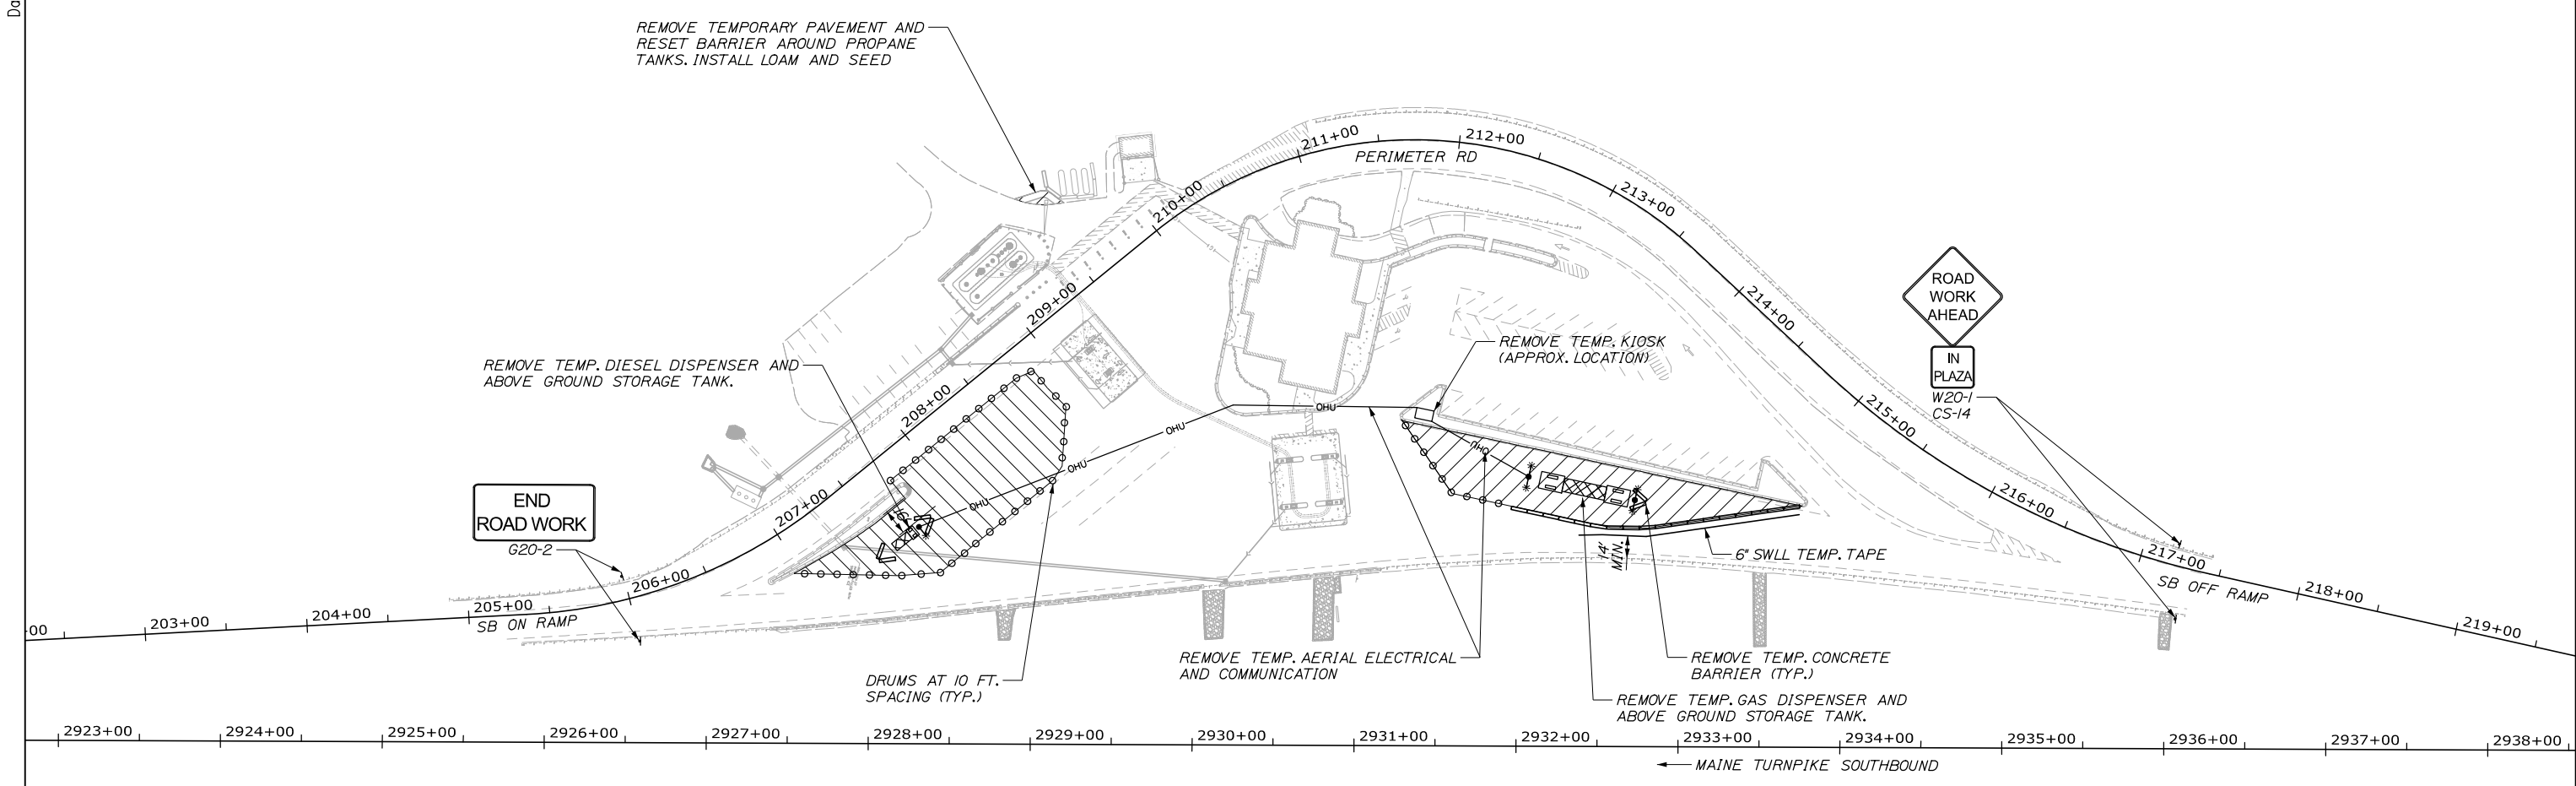 Da
REMOVE TEMPORARY PAVEMENT AND
RESET BARRIER AROUND PROPANE
TANKS. INSTALL LOAM AND SEED
211+00
212+00
PERIMETER RD
210+00
213+00
209+00
214+00
ROAD
WORK
AHEAD
IN
PLAZA
W20-1
CS-14
REMOVE TEMP. KIOSK
(APPROX. LOCATION)
REMOVE TEMP. DIESEL DISPENSER AND
ABOVE GROUND STORAGE TANK.
208+00
215+00
OHU
OHU
OHU
OHU
OHU
207+00
216+00
END
ROAD WORK
G20-2
16'
14'
MIN.
6" SWLL TEMP. TAPE
206+00
217+00
205+00
SB ON RAMP
204+00
203+00
00
SB OFF RAMP
218+00
219+00
REMOVE TEMP. AERIAL ELECTRICAL
AND COMMUNICATION
REMOVE TEMP. CONCRETE
BARRIER (TYP.)
DRUMS AT 10 FT.
SPACING (TYP.)
REMOVE TEMP. GAS DISPENSER AND
ABOVE GROUND STORAGE TANK.
2923+00
2924+00
2925+00
2926+00
2927+00
2928+00
2929+00
2930+00
2931+00
2932+00
2933+00
2934+00
2935+00
2936+00
2937+00
2938+00
MAINE TURNPIKE SOUTHBOUND